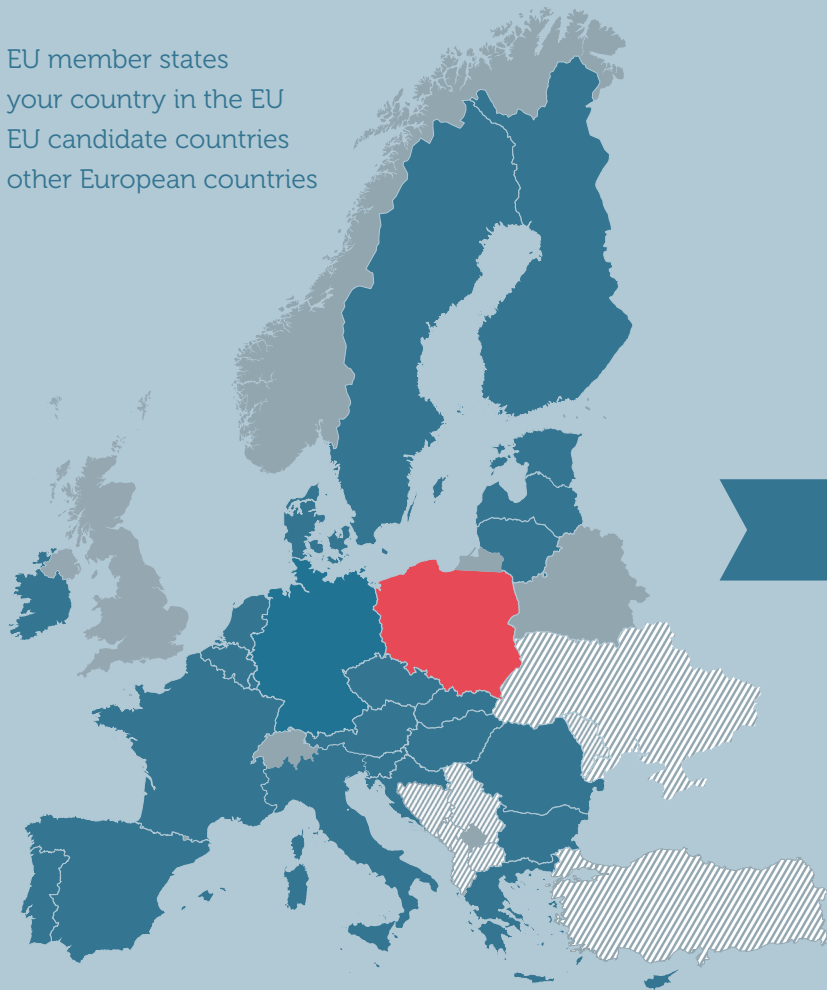 EU member states
your country in the EU
EU candidate countries
other European countries